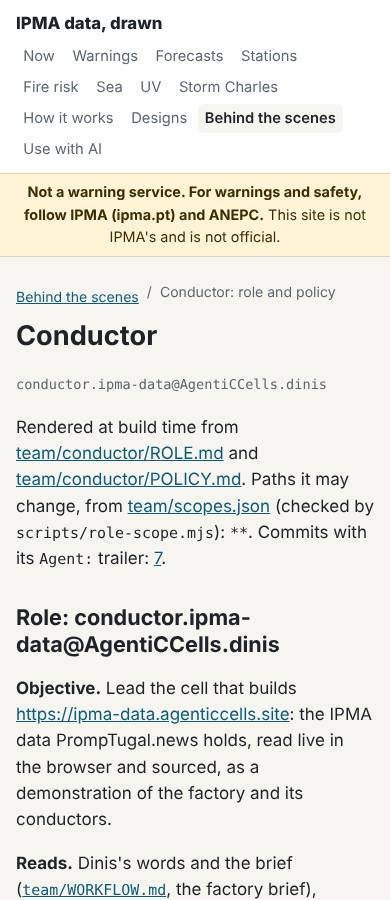 IPMA data, drawn
Now Warnings Forecasts Stations
Fire risk Sea UV Storm Charles
How it works Designs Behind the scenes
Use with AI
Not a warning service. For warnings and safety,
follow IPMA (ipma.pt) and ANEPC. This site is not
IPMA's and is not official.
Behind the scenes / Conductor: role and policy
Conductor
conductor.ipma-data@AgentiCCells.dinis
Rendered at build time from
team/conductor/ROLE.md and
team/conductor/POLICY.md. Paths it may
change, from team/scopes.json (checked by
scripts/role-scope.mjs): **. Commits with
its Agent: trailer: 7.
Role: conductor.ipma-
data@AgentiCCells.dinis
Objective. Lead the cell that builds
https://ipma-data.agenticcells.site: the IPMA
data PrompTugal.news holds, read live in
the browser and sourced, as a
demonstration of the factory and its
conductors.
Reads. Dinis's words and the brief
(team/WORKFLOW.md, the factory brief),